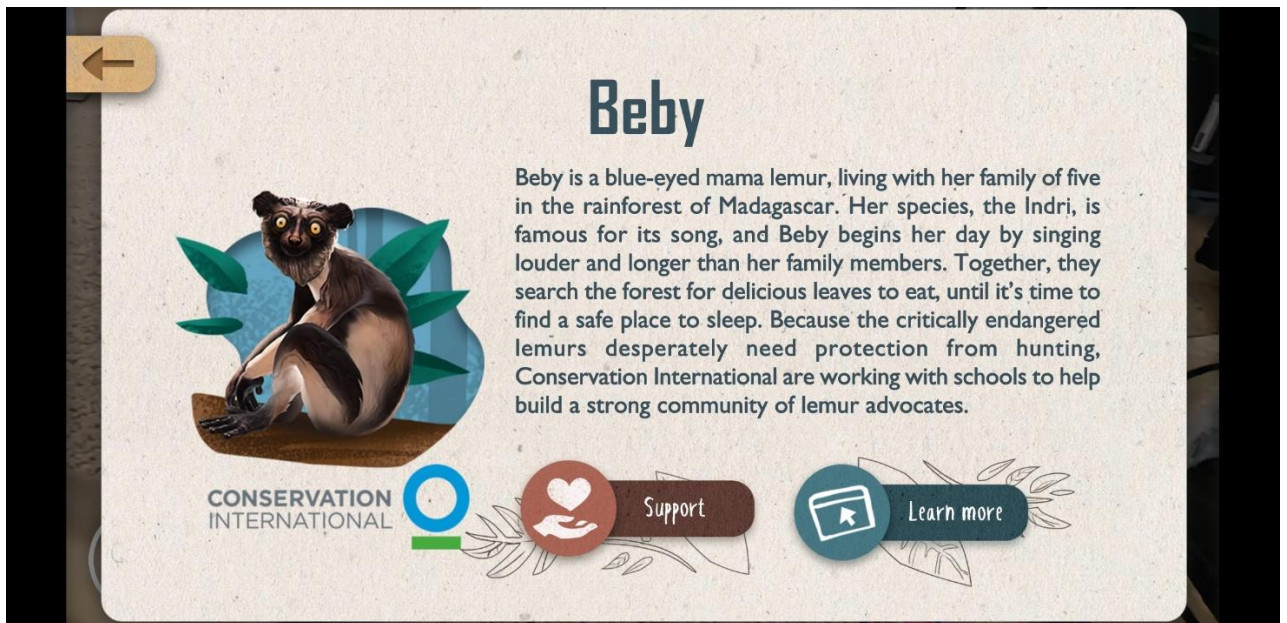 Beby
Beby is a blue-eyed mama lemur, living with her family of five
in the rainforest of Madagascar. Her species, the Indri, is
famous for its song, and Beby begins her day by singing
louder and longer than her family members. Together, they
search the forest for delicious leaves to eat, until it's time to
find a safe place to sleep. Because the critically endangered
lemurs desperately need protection from hunting,
Conservation International are working with schools to help
build a strong community of lemur advocates.
CONSERVATION
INTERNATIONAL
Support
Learn more